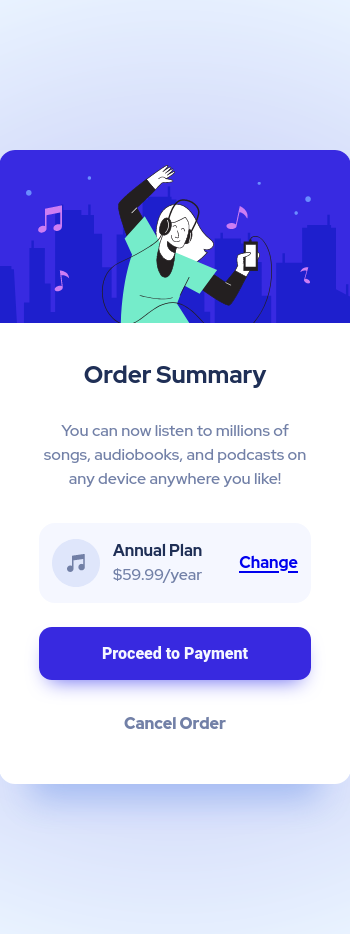 Order Summary
You can now listen to millions of
songs, audiobooks, and podcasts on
any device anywhere you like!
Annual Plan
$59.99/year
Change
Proceed to Payment
Cancel Order